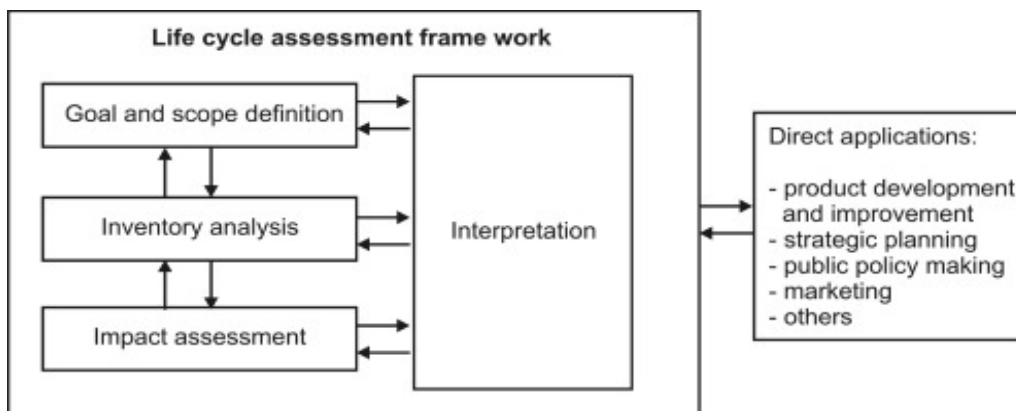 Life cycle assessment frame work
Goal and scope definition
Inventory analysis
Impact assessment
Interpretation
Direct applications:
- product development
and improvement
- strategic planning
- public policy making
- marketing
- others